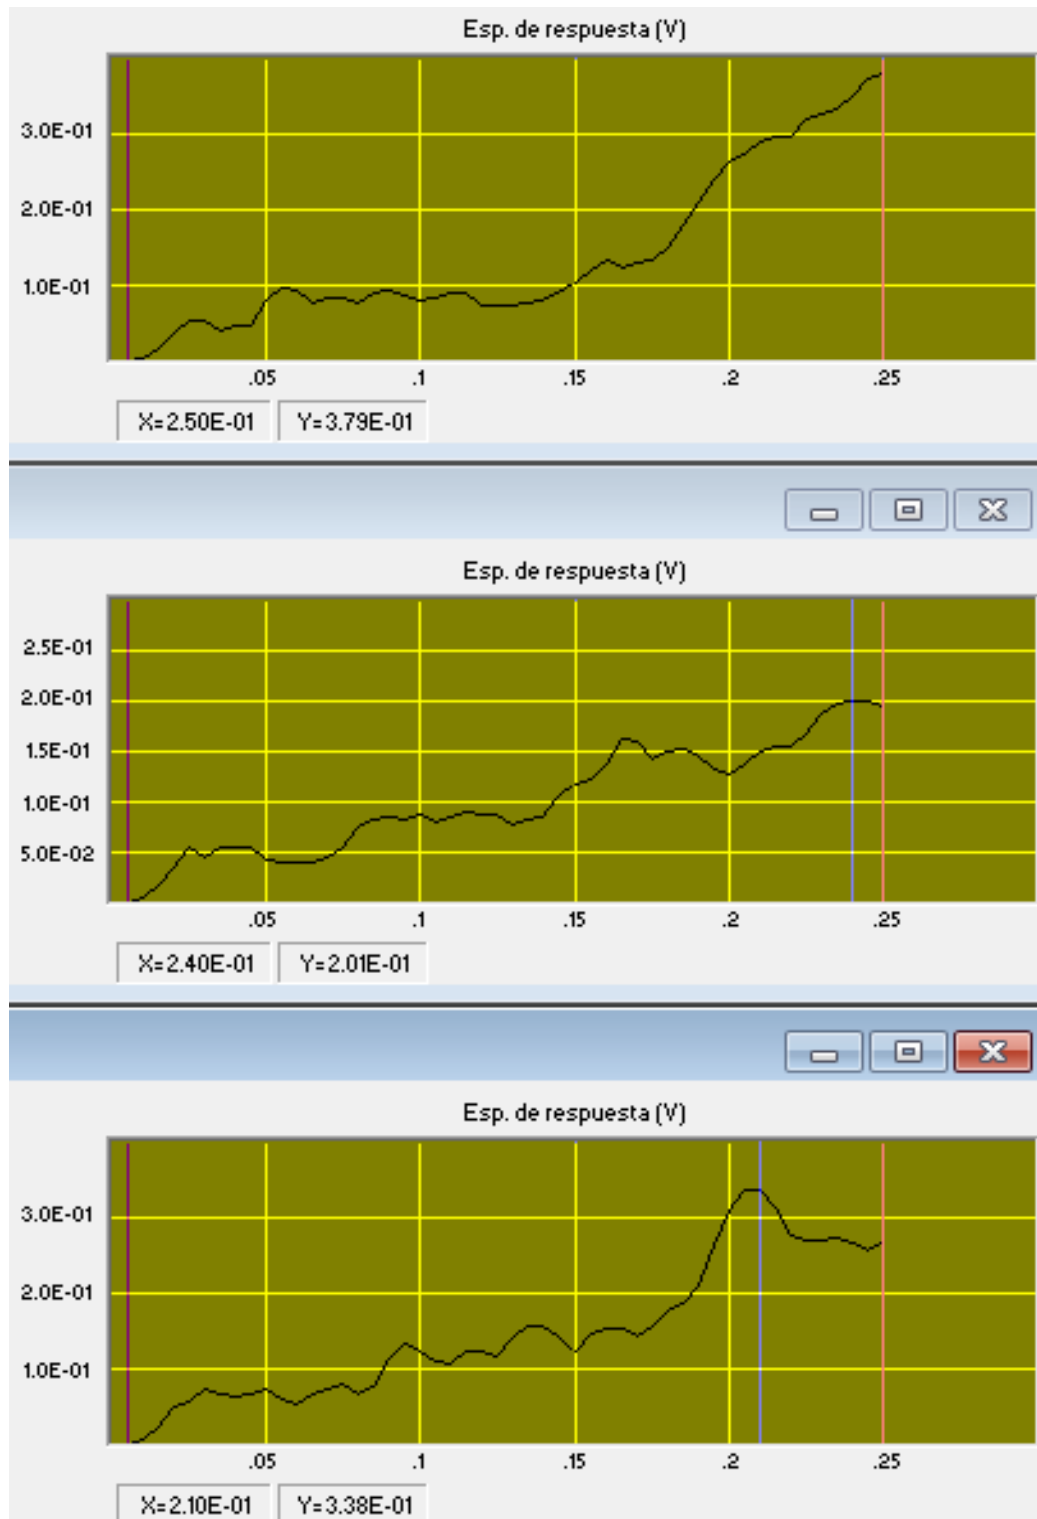 Esp. de respuesta (V)
3.0E-01
2.0E-01
1.0E-01
.05 .1 .15 .2 .25
X=2.50E-01 Y=3.79E-01
Esp. de respuesta (V)
2.5E-01
2.0E-01
1.5E-01
1.0E-01
5.0E-02
.05 .1 .15 .2 .25
X=2.40E-01 Y=2.01E-01
Esp. de respuesta (V)
3.0E-01
2.0E-01
1.0E-01
.05 .1 .15 .2 .25
X=2.10E-01 Y=3.38E-01